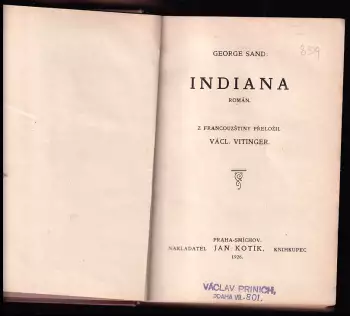 GEORGE SAND:
859
INDIANA
ROMÁN.
Z FRANCOUZŠTINY PŘELOŽIL
VÁCL. VITINGER.
PRAHA-SMÍCHOV.
NAKLADATEL JAN KOTÍK, KNIHKUPEC
1926.
VÁCLAV PRINICH,
PRAHA VII.-801.